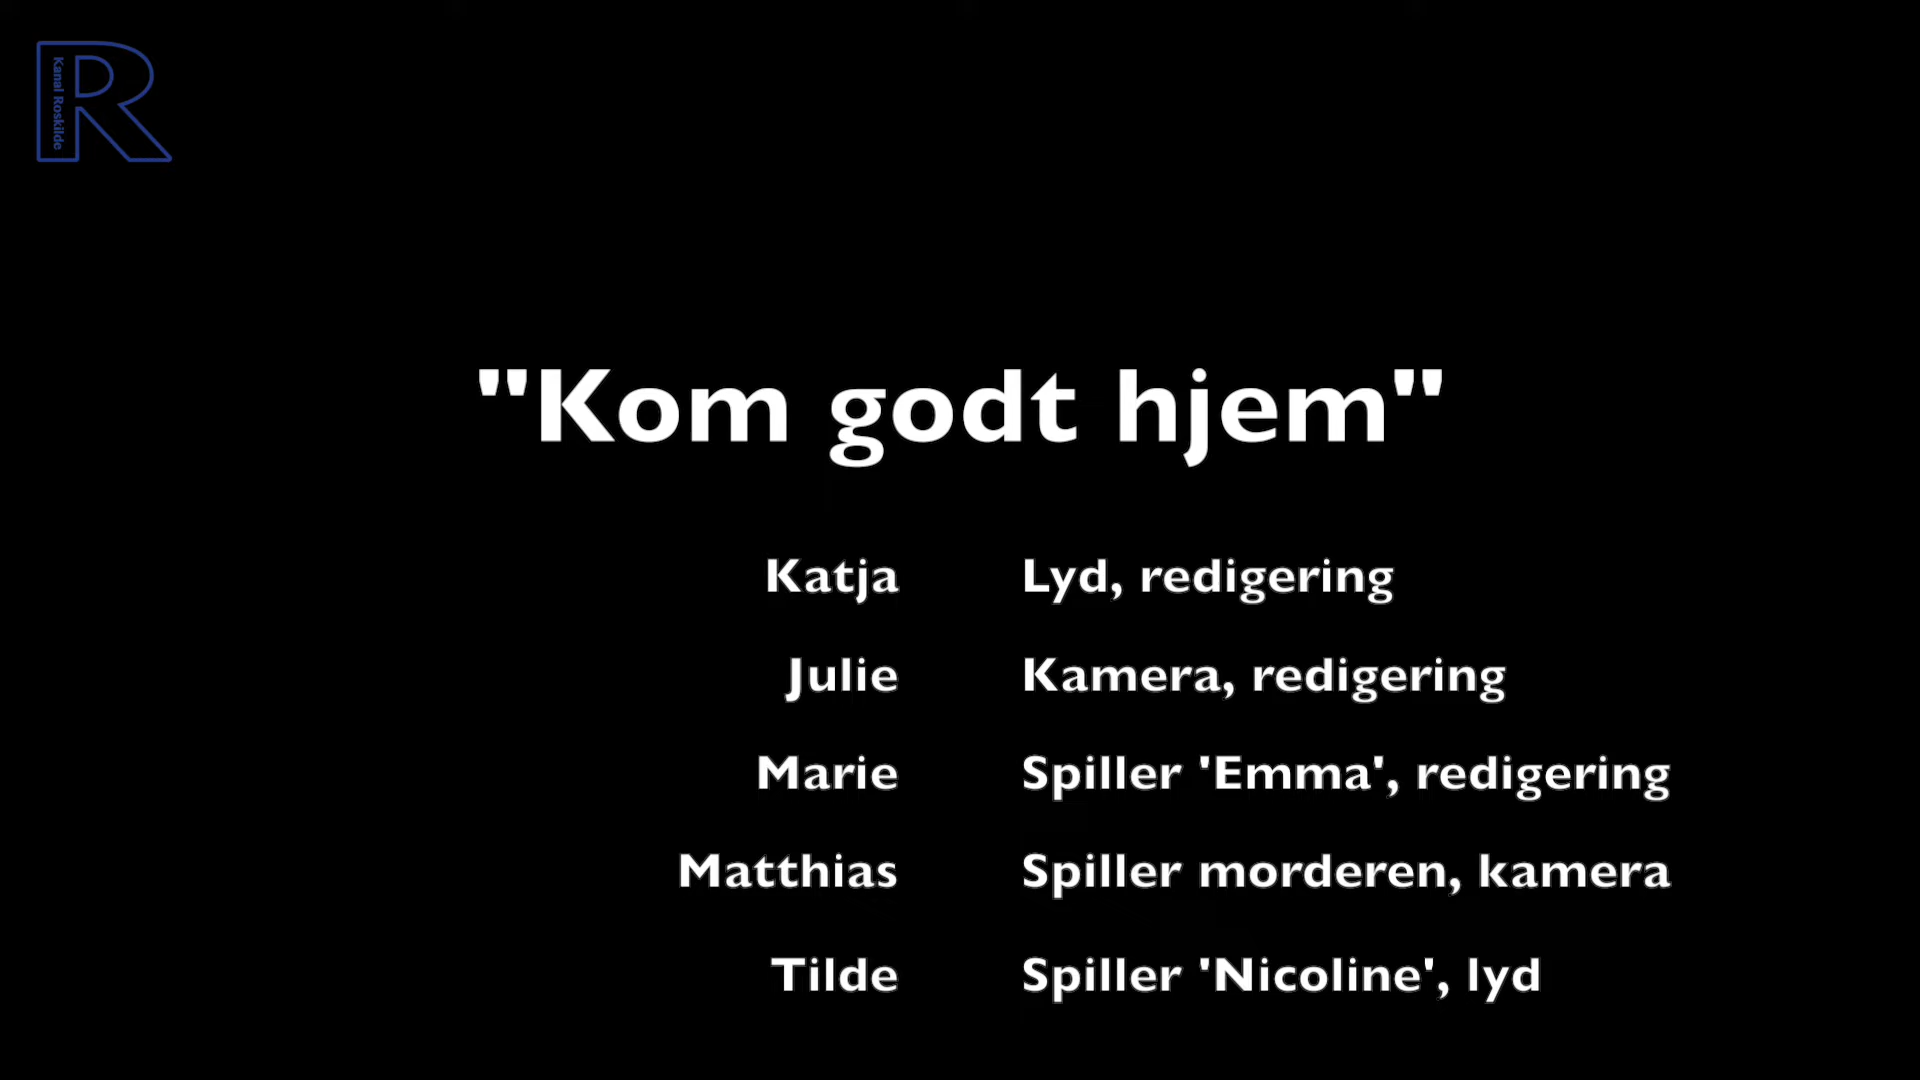 Kanal Roskilde
R
"Kom godt hjem"
Katja Lyd, redigering
Julie Kamera, redigering
Marie Spiller 'Emma', redigering
Matthias Spiller morderen, kamera
Tilde Spiller 'Nicoline', lyd